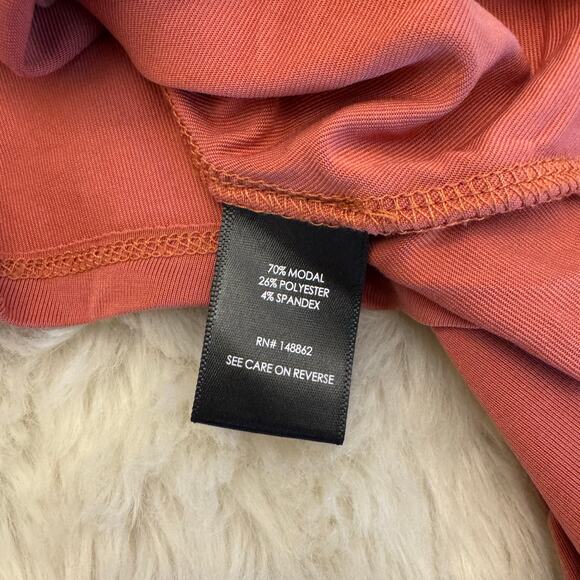 70% MODAL
26% POLYESTER
4% SPANDEX
RN# 148862
SEE CARE ON REVERSE